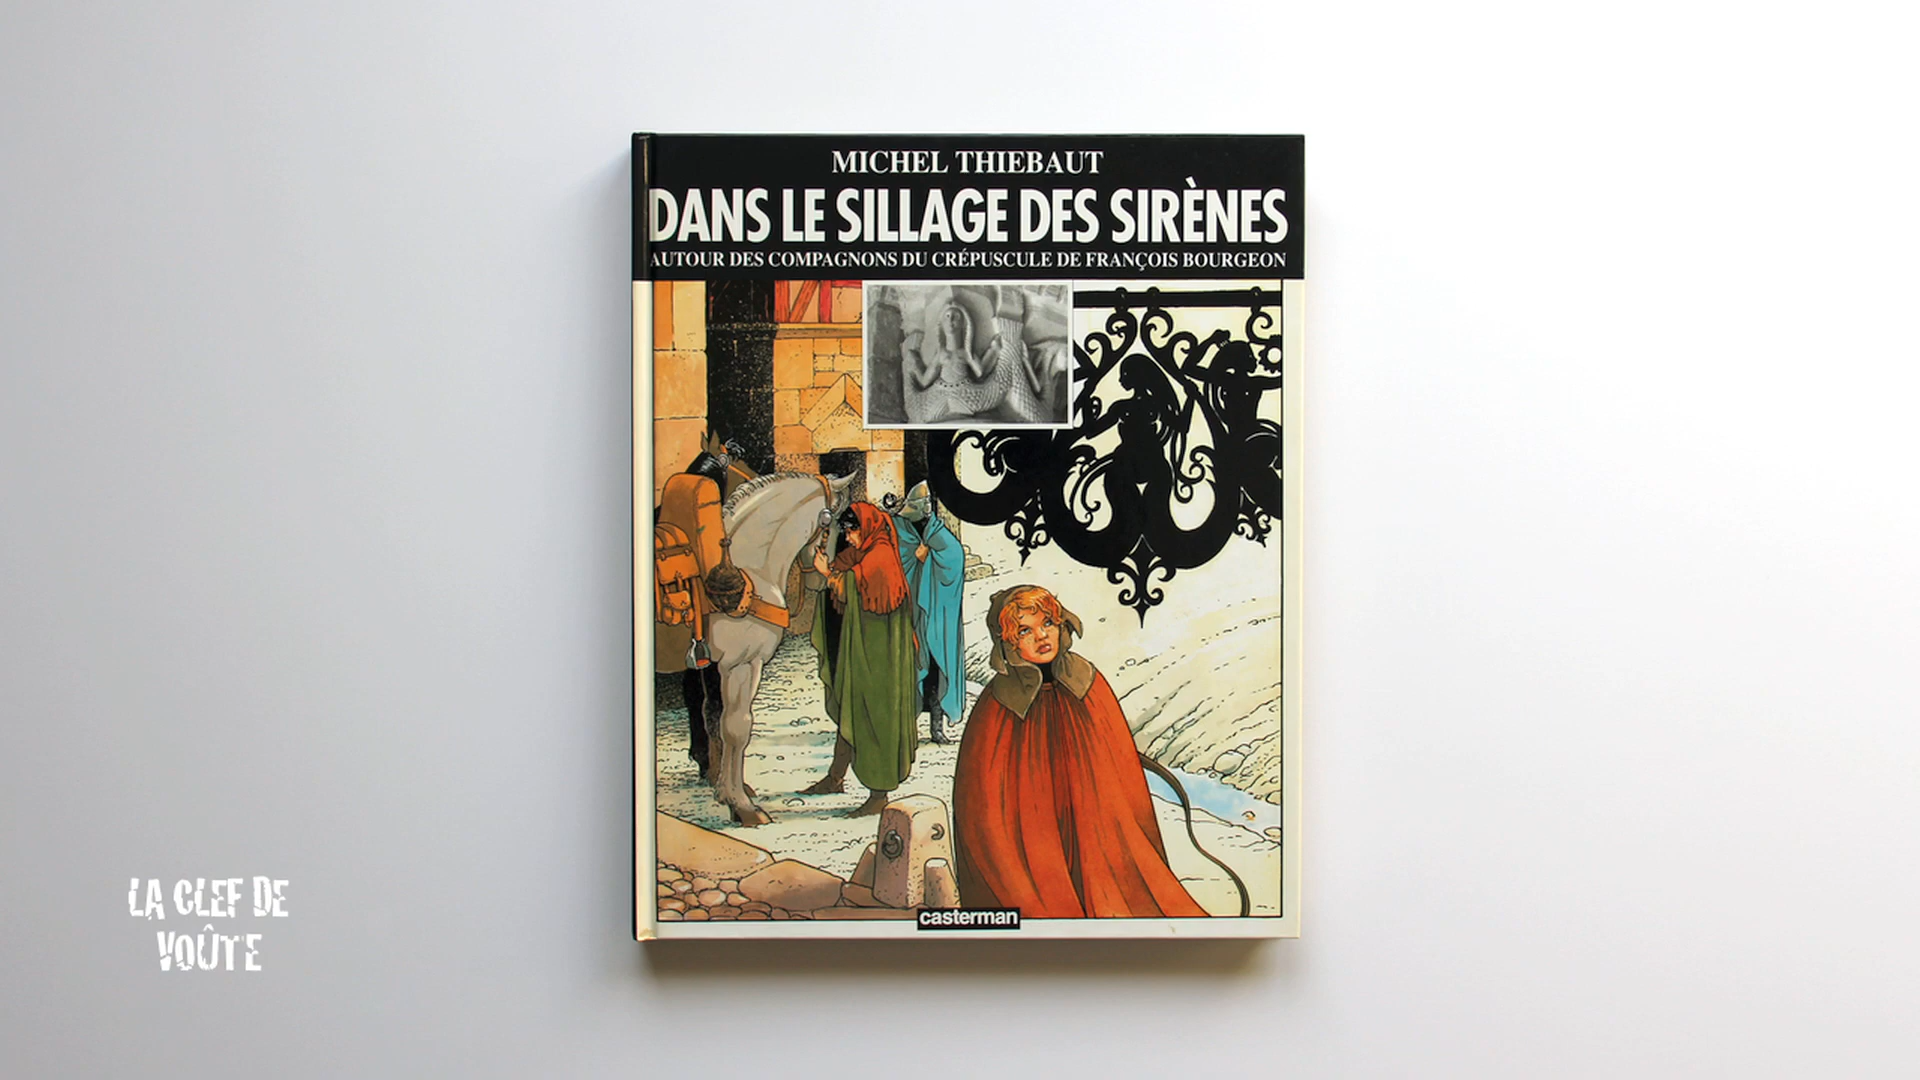 MICHEL THIEBAUT
DANS LE SILLAGE DES SIRÈNES
AUTOUR DES COMPAGNONS DU CRÉPUSCULE DE FRANÇOIS BOURGEON
casterman
LA CLEF DE
VOÛTE